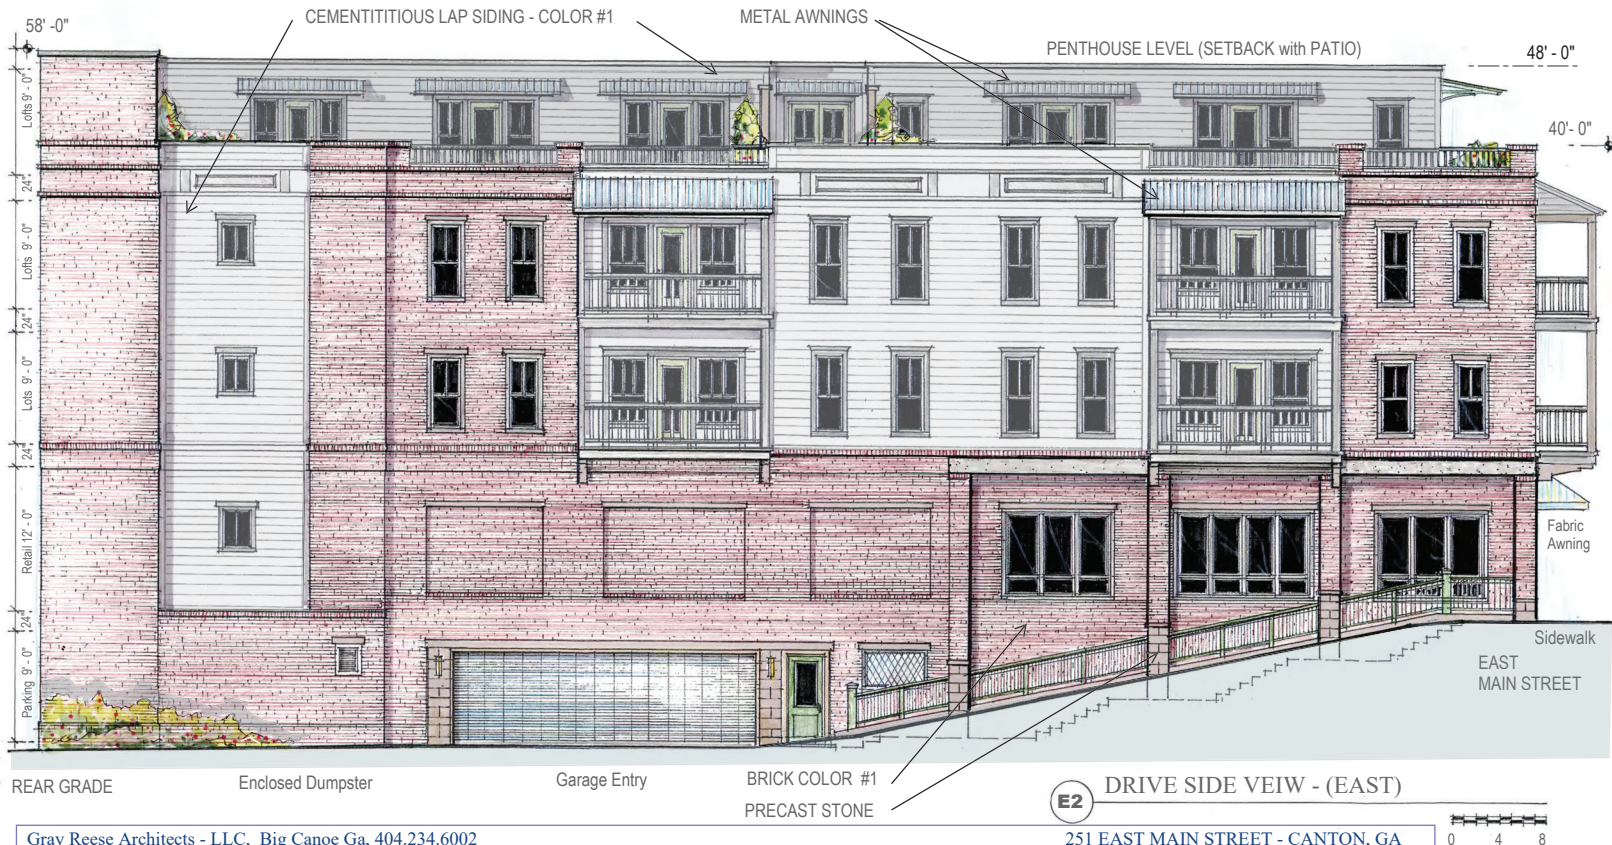 CEMENTITITIOUS LAP SIDING - COLOR #1
METAL AWNINGS
58' -0"
PENTHOUSE LEVEL (SETBACK with PATIO)
48' - 0"
40'- 0"
Lofts 9' - 0"
24"
Lofts 9' - 0"
24"
Lots 9' - 0"
24"
Retail 12' - 0"
24"
Parking 9' - 0"
Fabric
Awning
Sidewalk
EAST
MAIN STREET
REAR GRADE
Enclosed Dumpster
Garage Entry
BRICK COLOR #1
PRECAST STONE
E2
DRIVE SIDE VEIW - (EAST)
0 4 8
Gray Reese Architects - LLC, Big Canoe Ga, 404.234.6002
251 EAST MAIN STREET - CANTON, GA